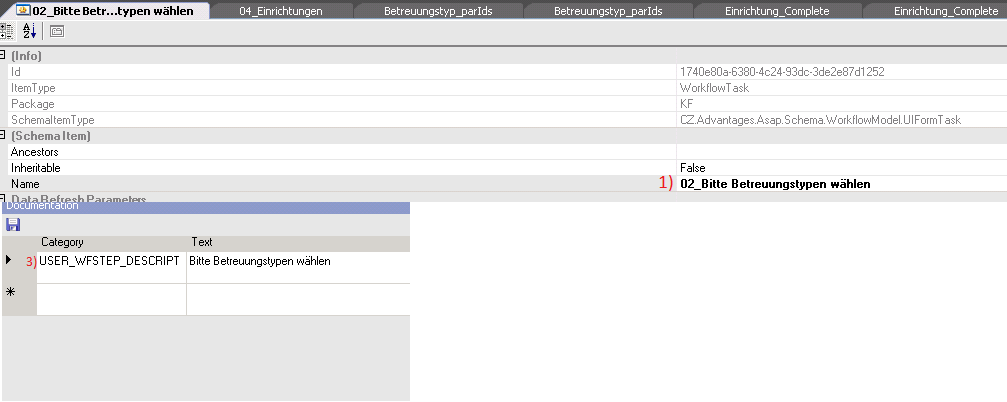 02_Bitte Betr...typen wählen 04_Einrichtungen Betreuungstyp_parIds Betreuungstyp_parIds Einrichtung_Complete Einrichtung_Complete
(Info)
Id 1740e80a-6380-4c24-93dc-3de2e87d1252
ItemType WorkflowTask
Package KF
SchemaItemType CZ.Advantages.Asap.Schema.WorkflowModel.UIFormTask
(Schema Item)
Ancestors
Inheritable False
Name 1) 02_Bitte Betreuungstypen wählen
Data Refresh Parameters
Documentation
Category Text
3) USER_WFSTEP_DESCRIPT Bitte Betreuungstypen wählen